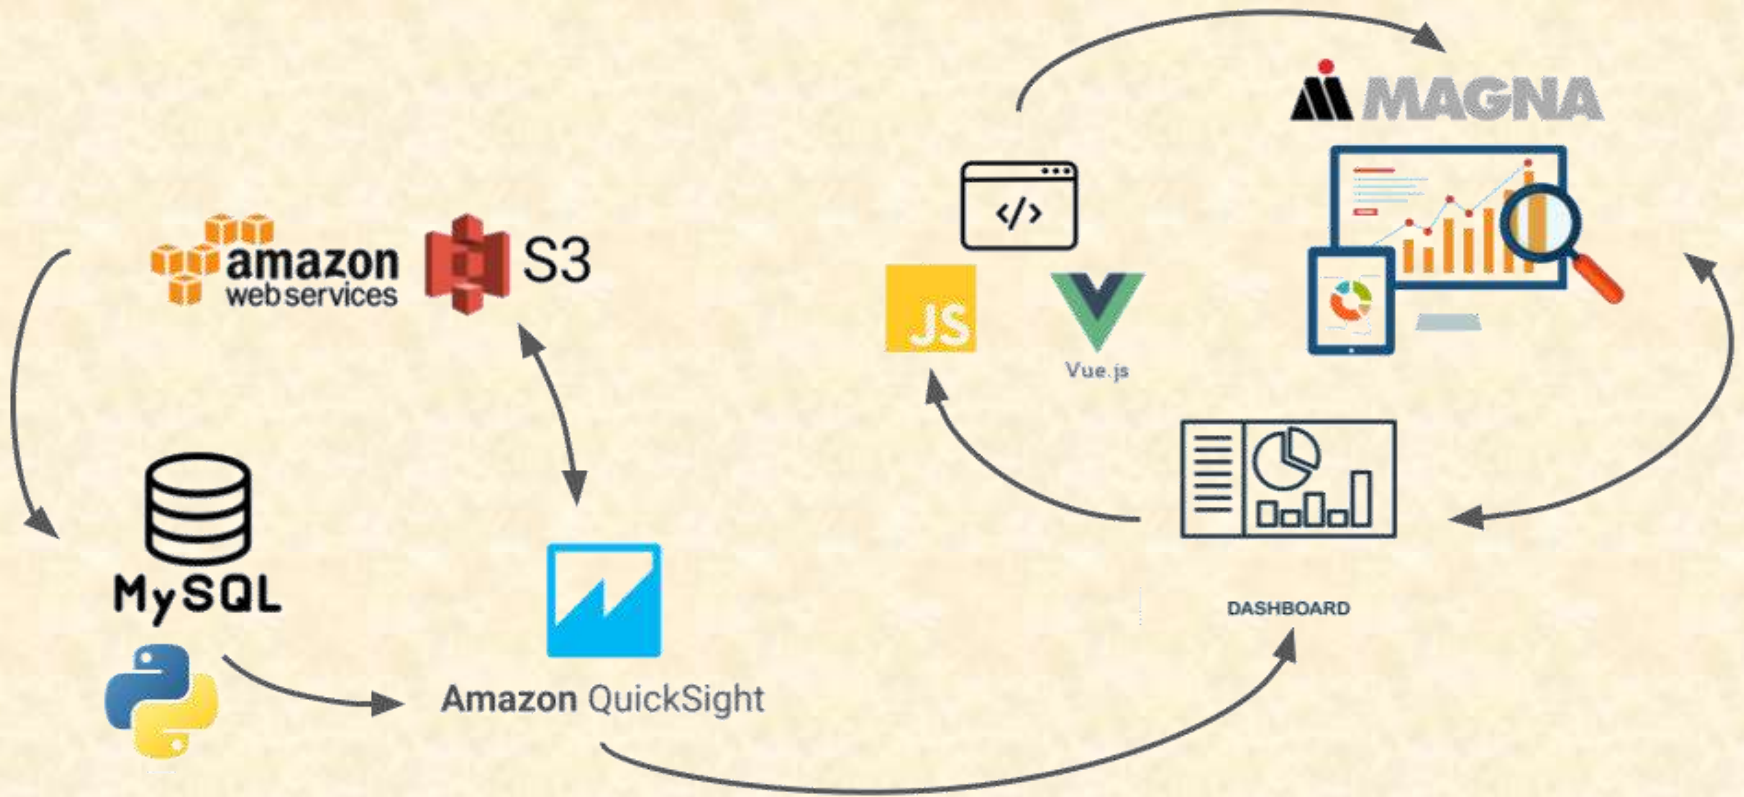 MAGNA
</>
amazon
web services
S3
JS
Vue.js
MySQL
DASHBOARD
Amazon QuickSight